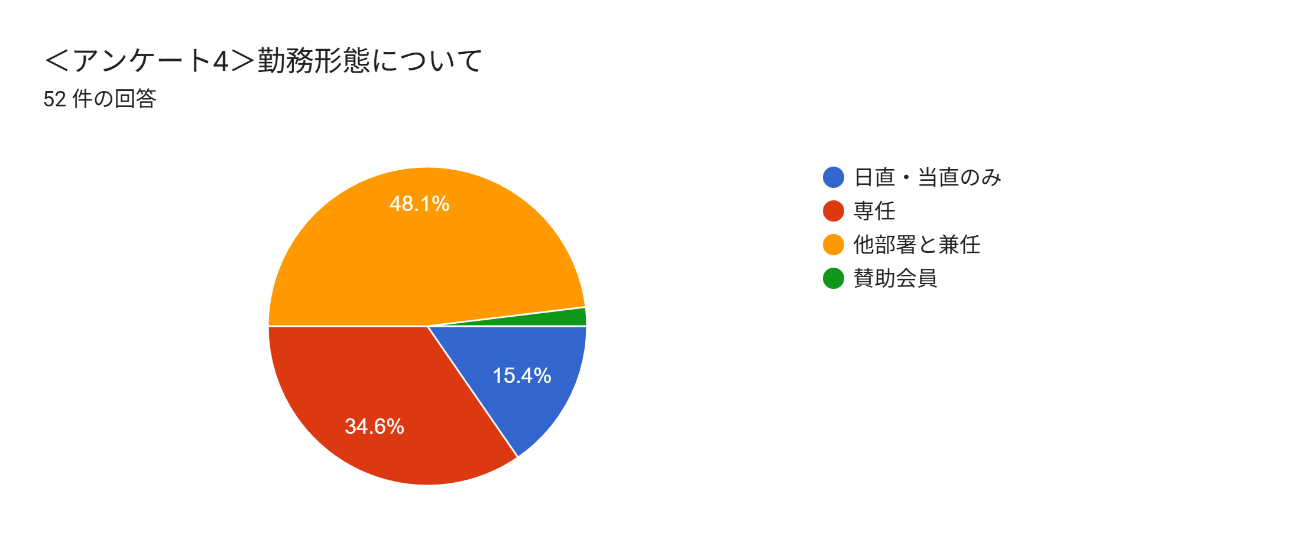 ＜アンケート4＞勤務形態について
52 件の回答
48.1%
15.4%
34.6%
日直・当直のみ
専任
他部署と兼任
賛助会員